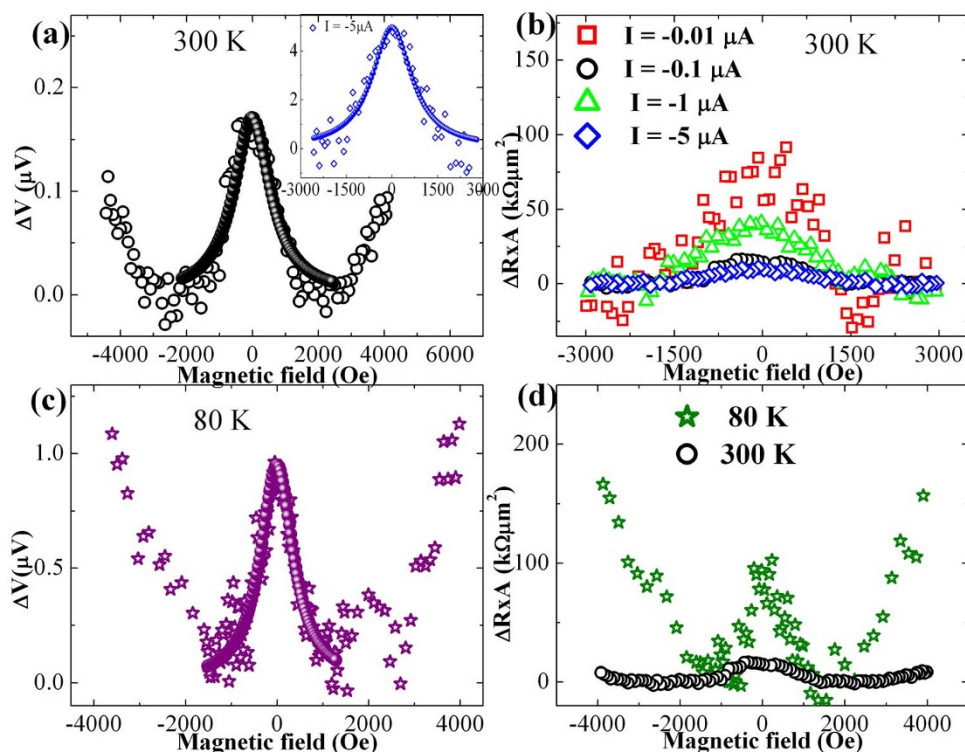 (a)
300 K
ΔV (μV)
0.2
0.1
0.0
-4000 -2000 0 2000 4000
Magnetic field (Oe)
I = -5μA
4
2
0
-3000 -1500 0 1500 3000
(b)
I = -0.01 μA
300 K
I = -0.1 μA
I = -1 μA
I = -5 μA
ΔRxA (kΩμm²)
100
50
0
-3000 -1500 0 1500 3000
Magnetic field (Oe)
(c)
80 K
ΔV(μV)
1.0
0.5
0.0
-4000 -2000 0 2000 4000
Magnetic field (Oe)
(d)
80 K
300 K
ΔRxA (kΩμm²)
200
100
0
-4000 -2000 0 2000 4000
Magnetic field (Oe)